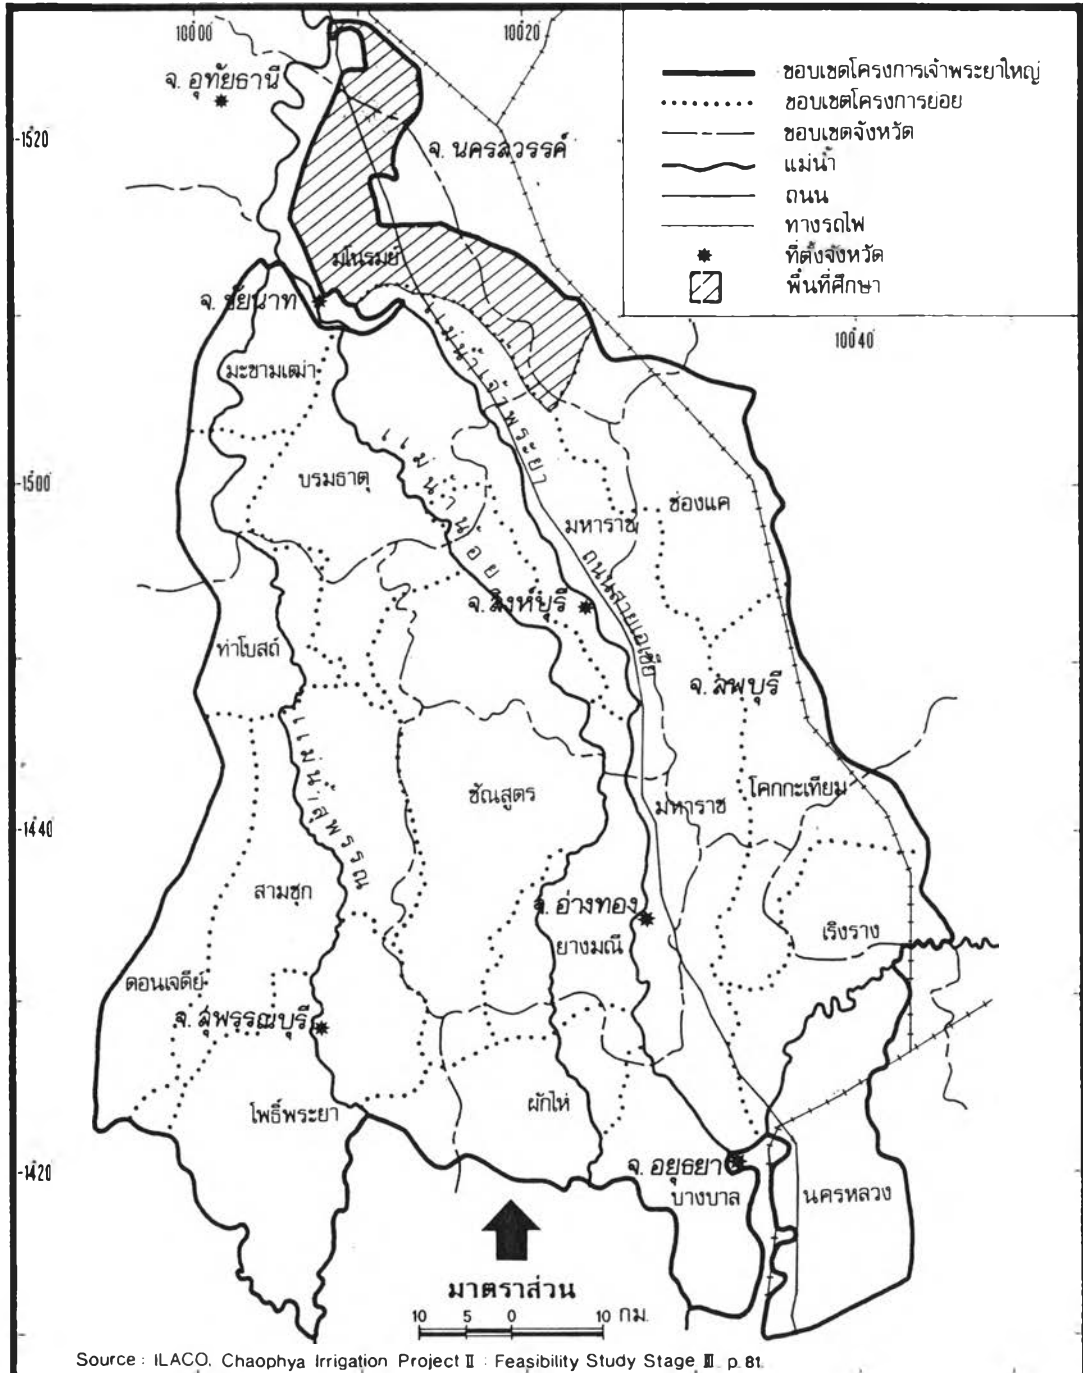 100°00′
100°20′
จ. อุทัยธานี
ขอบเขตโครงการเจ้าพระยาใหญ่
ขอบเขตโครงการย่อย
ขอบเขตจังหวัด
แม่น้ำ
ถนน
ทางรถไฟ
ที่ตั้งจังหวัด
พื้นที่ศึกษา
15°20′
จ. นครสวรรค์
มโนรมย์
จ. ชัยนาท
100°40′
มะขามเฒ่า
แม่น้ำเจ้าพระยา
แม่น้ำน้อย
15°00′
บรมธาตุ
ช่องแค
มหาราช
ถนนสายเอเซีย
จ. สิงห์บุรี
ท่าโบสถ์
จ. ลพบุรี
แม่น้ำสุพรรณ
ชัณสูตร
มหาราช
โคกกะเทียม
14°40′
สามชุก
จ. อ่างทอง
ยางมณี
เริงราง
ดอนเจดีย์
จ. สุพรรณบุรี
โพธิ์พระยา
ผักไห่
14°20′
จ. อยุธยา
บางบาล
นครหลวง
มาตราส่วน
10 5 0 10 กม.
Source : ILACO, Chaophya Irrigation Project II : Feasibility Study Stage III p. 81.